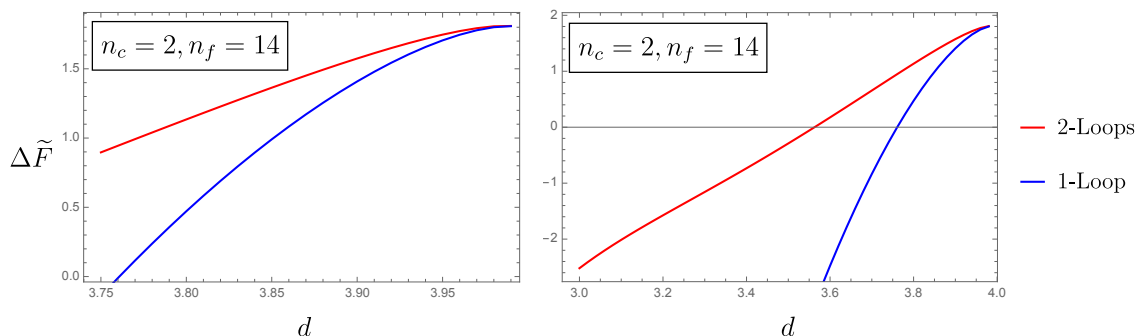 n_c = 2, n_f = 14
1.5
1.0
0.5
0.0
ΔF̃
3.75
3.80
3.85
3.90
3.95
d
n_c = 2, n_f = 14
2
1
0
−1
−2
3.0
3.2
3.4
3.6
3.8
4.0
d
2-Loops
1-Loop